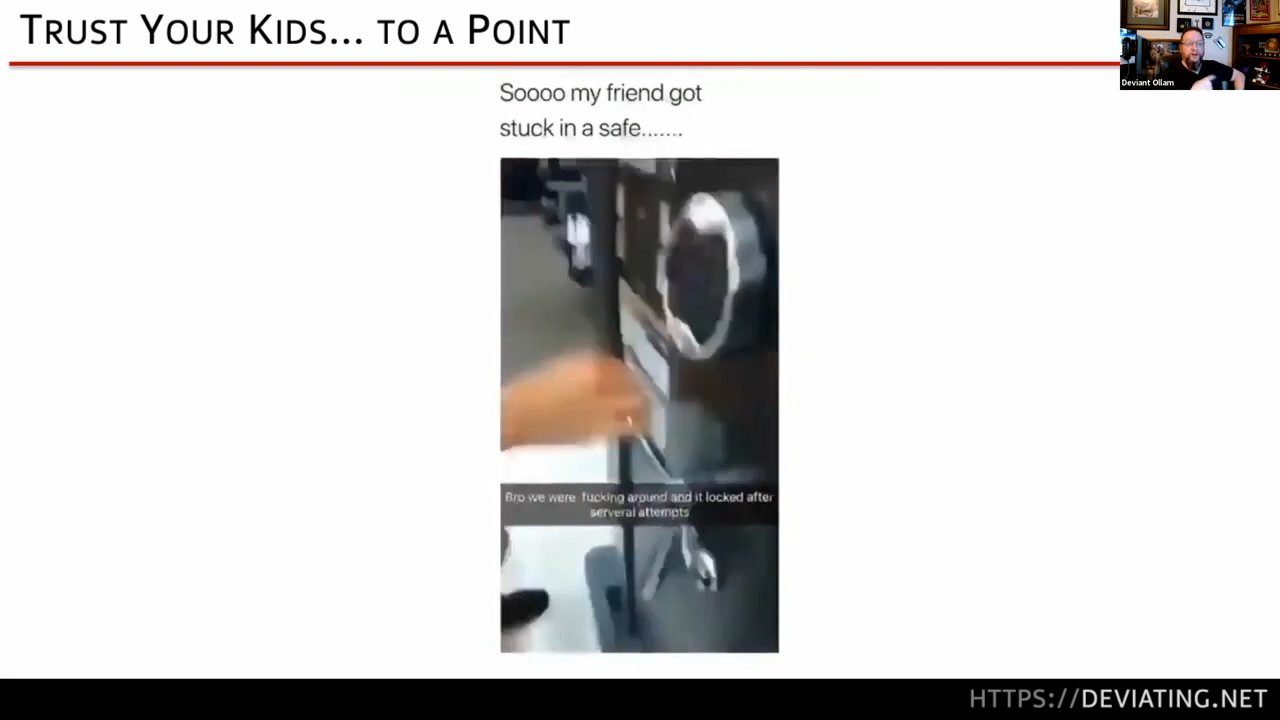 TRUST YOUR KIDS... TO A POINT
Deviant Ollam
Soooo my friend got
stuck in a safe.......
Bro we were fucking around and it locked after
serveral attempts
HTTPS://DEVIATING.NET